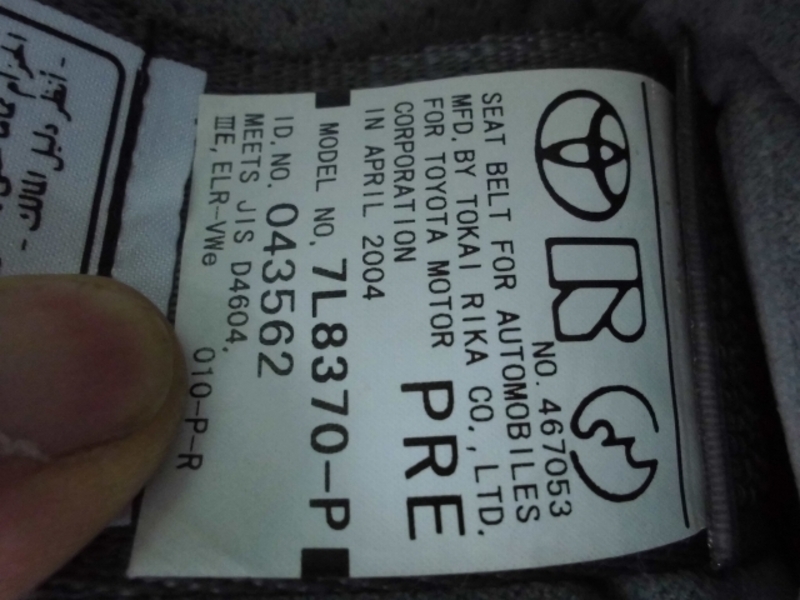 NO. 467053
SEAT BELT FOR AUTOMOBILES
MFD. BY TOKAI RIKA CO., LTD.
FOR TOYOTA MOTOR
CORPORATION
IN APRIL 2004
PRE
MODEL NO. 7L8370-P
ID. NO. 043562
MEETS JIS D4604,
ⅢE, ELR-VWe
010-P-R